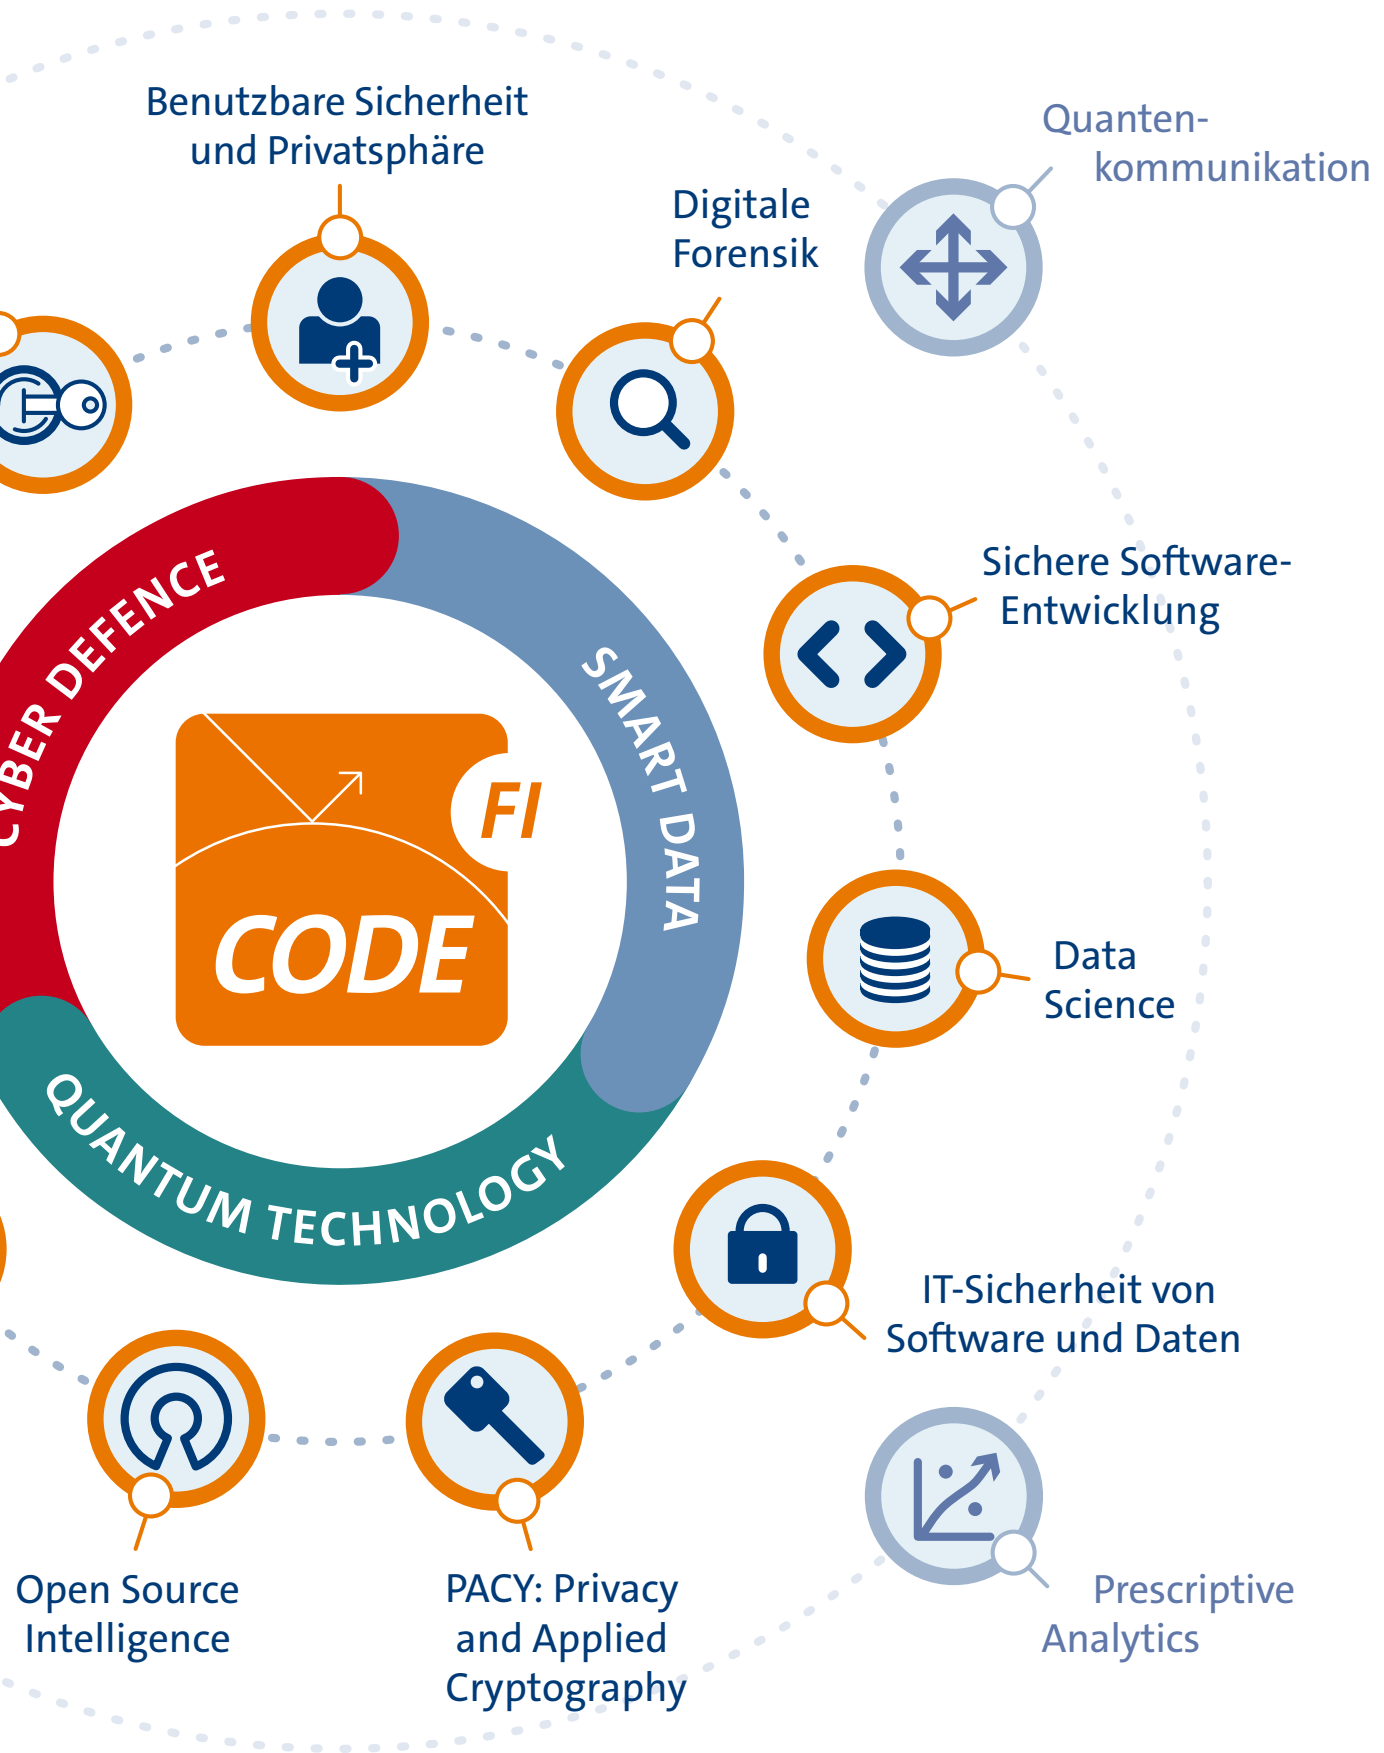 Benutzbare Sicherheit
und Privatsphäre
Quanten-
kommunikation
Digitale
Forensik
Sichere Software-
Entwicklung
CYBER DEFENCE
SMART DATA
QUANTUM TECHNOLOGY
FI
CODE
Data
Science
IT-Sicherheit von
Software und Daten
Open Source
Intelligence
PACY: Privacy
and Applied
Cryptography
Prescriptive
Analytics